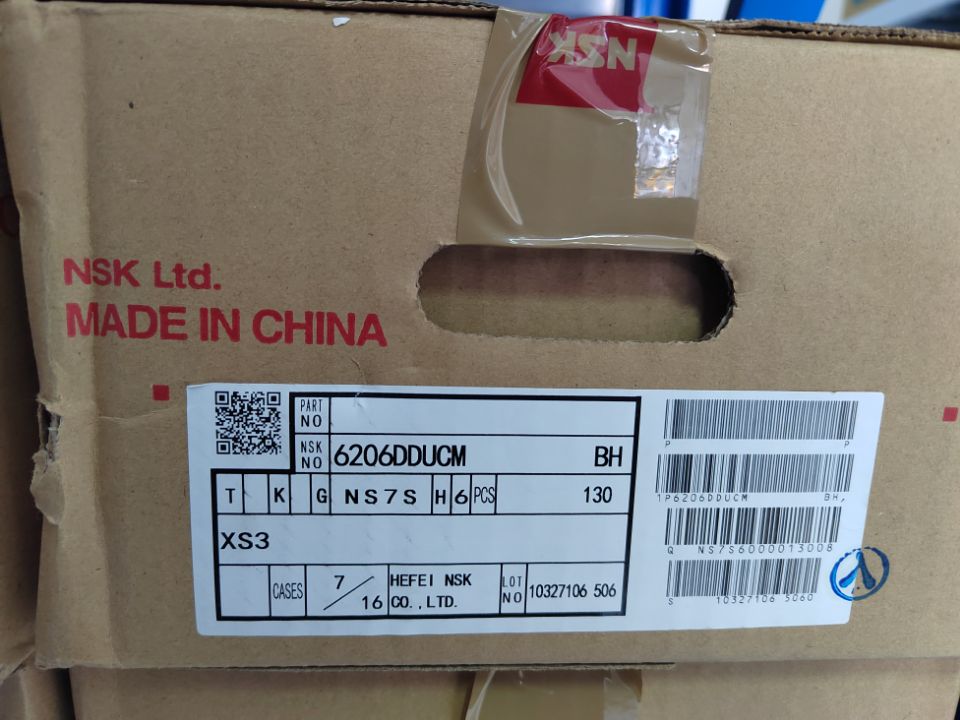 NSK
NSK Ltd.
MADE IN CHINA
PART NO
NSK NO 6206DDUCM BH
T K G NS7S H 6 PCS 130
XS3
CASES 7/16 HEFEI NSK CO.,LTD. LOT NO 10327106 506
P P
1P6206DDUCM BH,
Q NS7S6000013008
S 10327106 5060